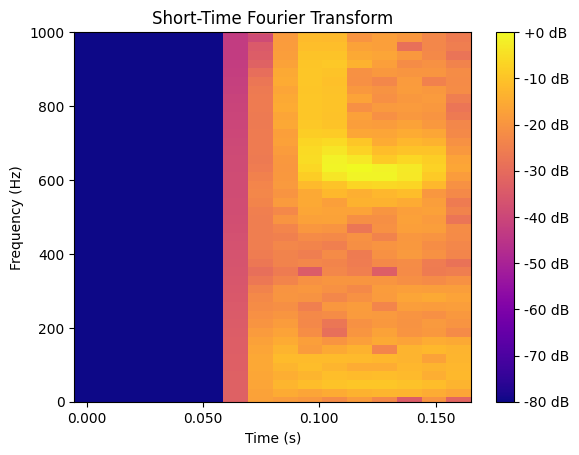 Short-Time Fourier Transform
1000
800
600
400
200
0
Frequency (Hz)
0.000
0.050
0.100
0.150
Time (s)
+0 dB
-10 dB
-20 dB
-30 dB
-40 dB
-50 dB
-60 dB
-70 dB
-80 dB